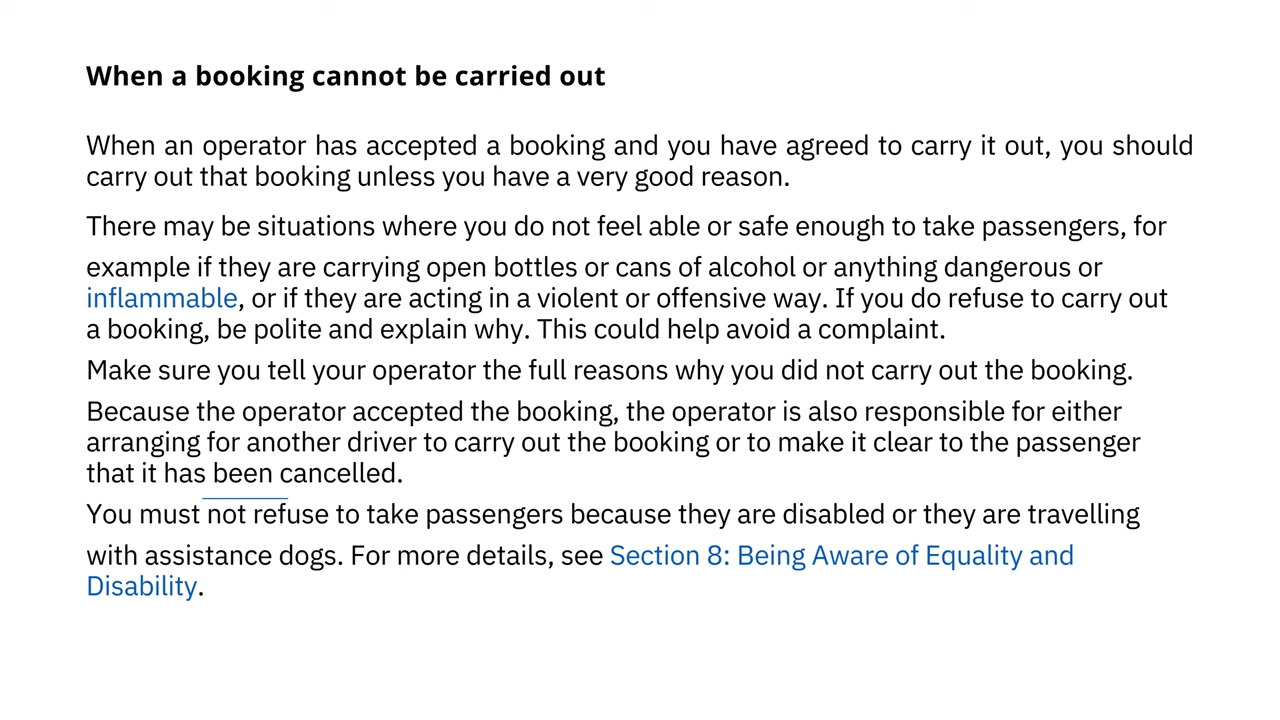 When a booking cannot be carried out
When an operator has accepted a booking and you have agreed to carry it out, you should
carry out that booking unless you have a very good reason.
There may be situations where you do not feel able or safe enough to take passengers, for
example if they are carrying open bottles or cans of alcohol or anything dangerous or
inflammable, or if they are acting in a violent or offensive way. If you do refuse to carry out
a booking, be polite and explain why. This could help avoid a complaint.
Make sure you tell your operator the full reasons why you did not carry out the booking.
Because the operator accepted the booking, the operator is also responsible for either
arranging for another driver to carry out the booking or to make it clear to the passenger
that it has been cancelled.
You must not refuse to take passengers because they are disabled or they are travelling
with assistance dogs. For more details, see Section 8: Being Aware of Equality and
Disability.